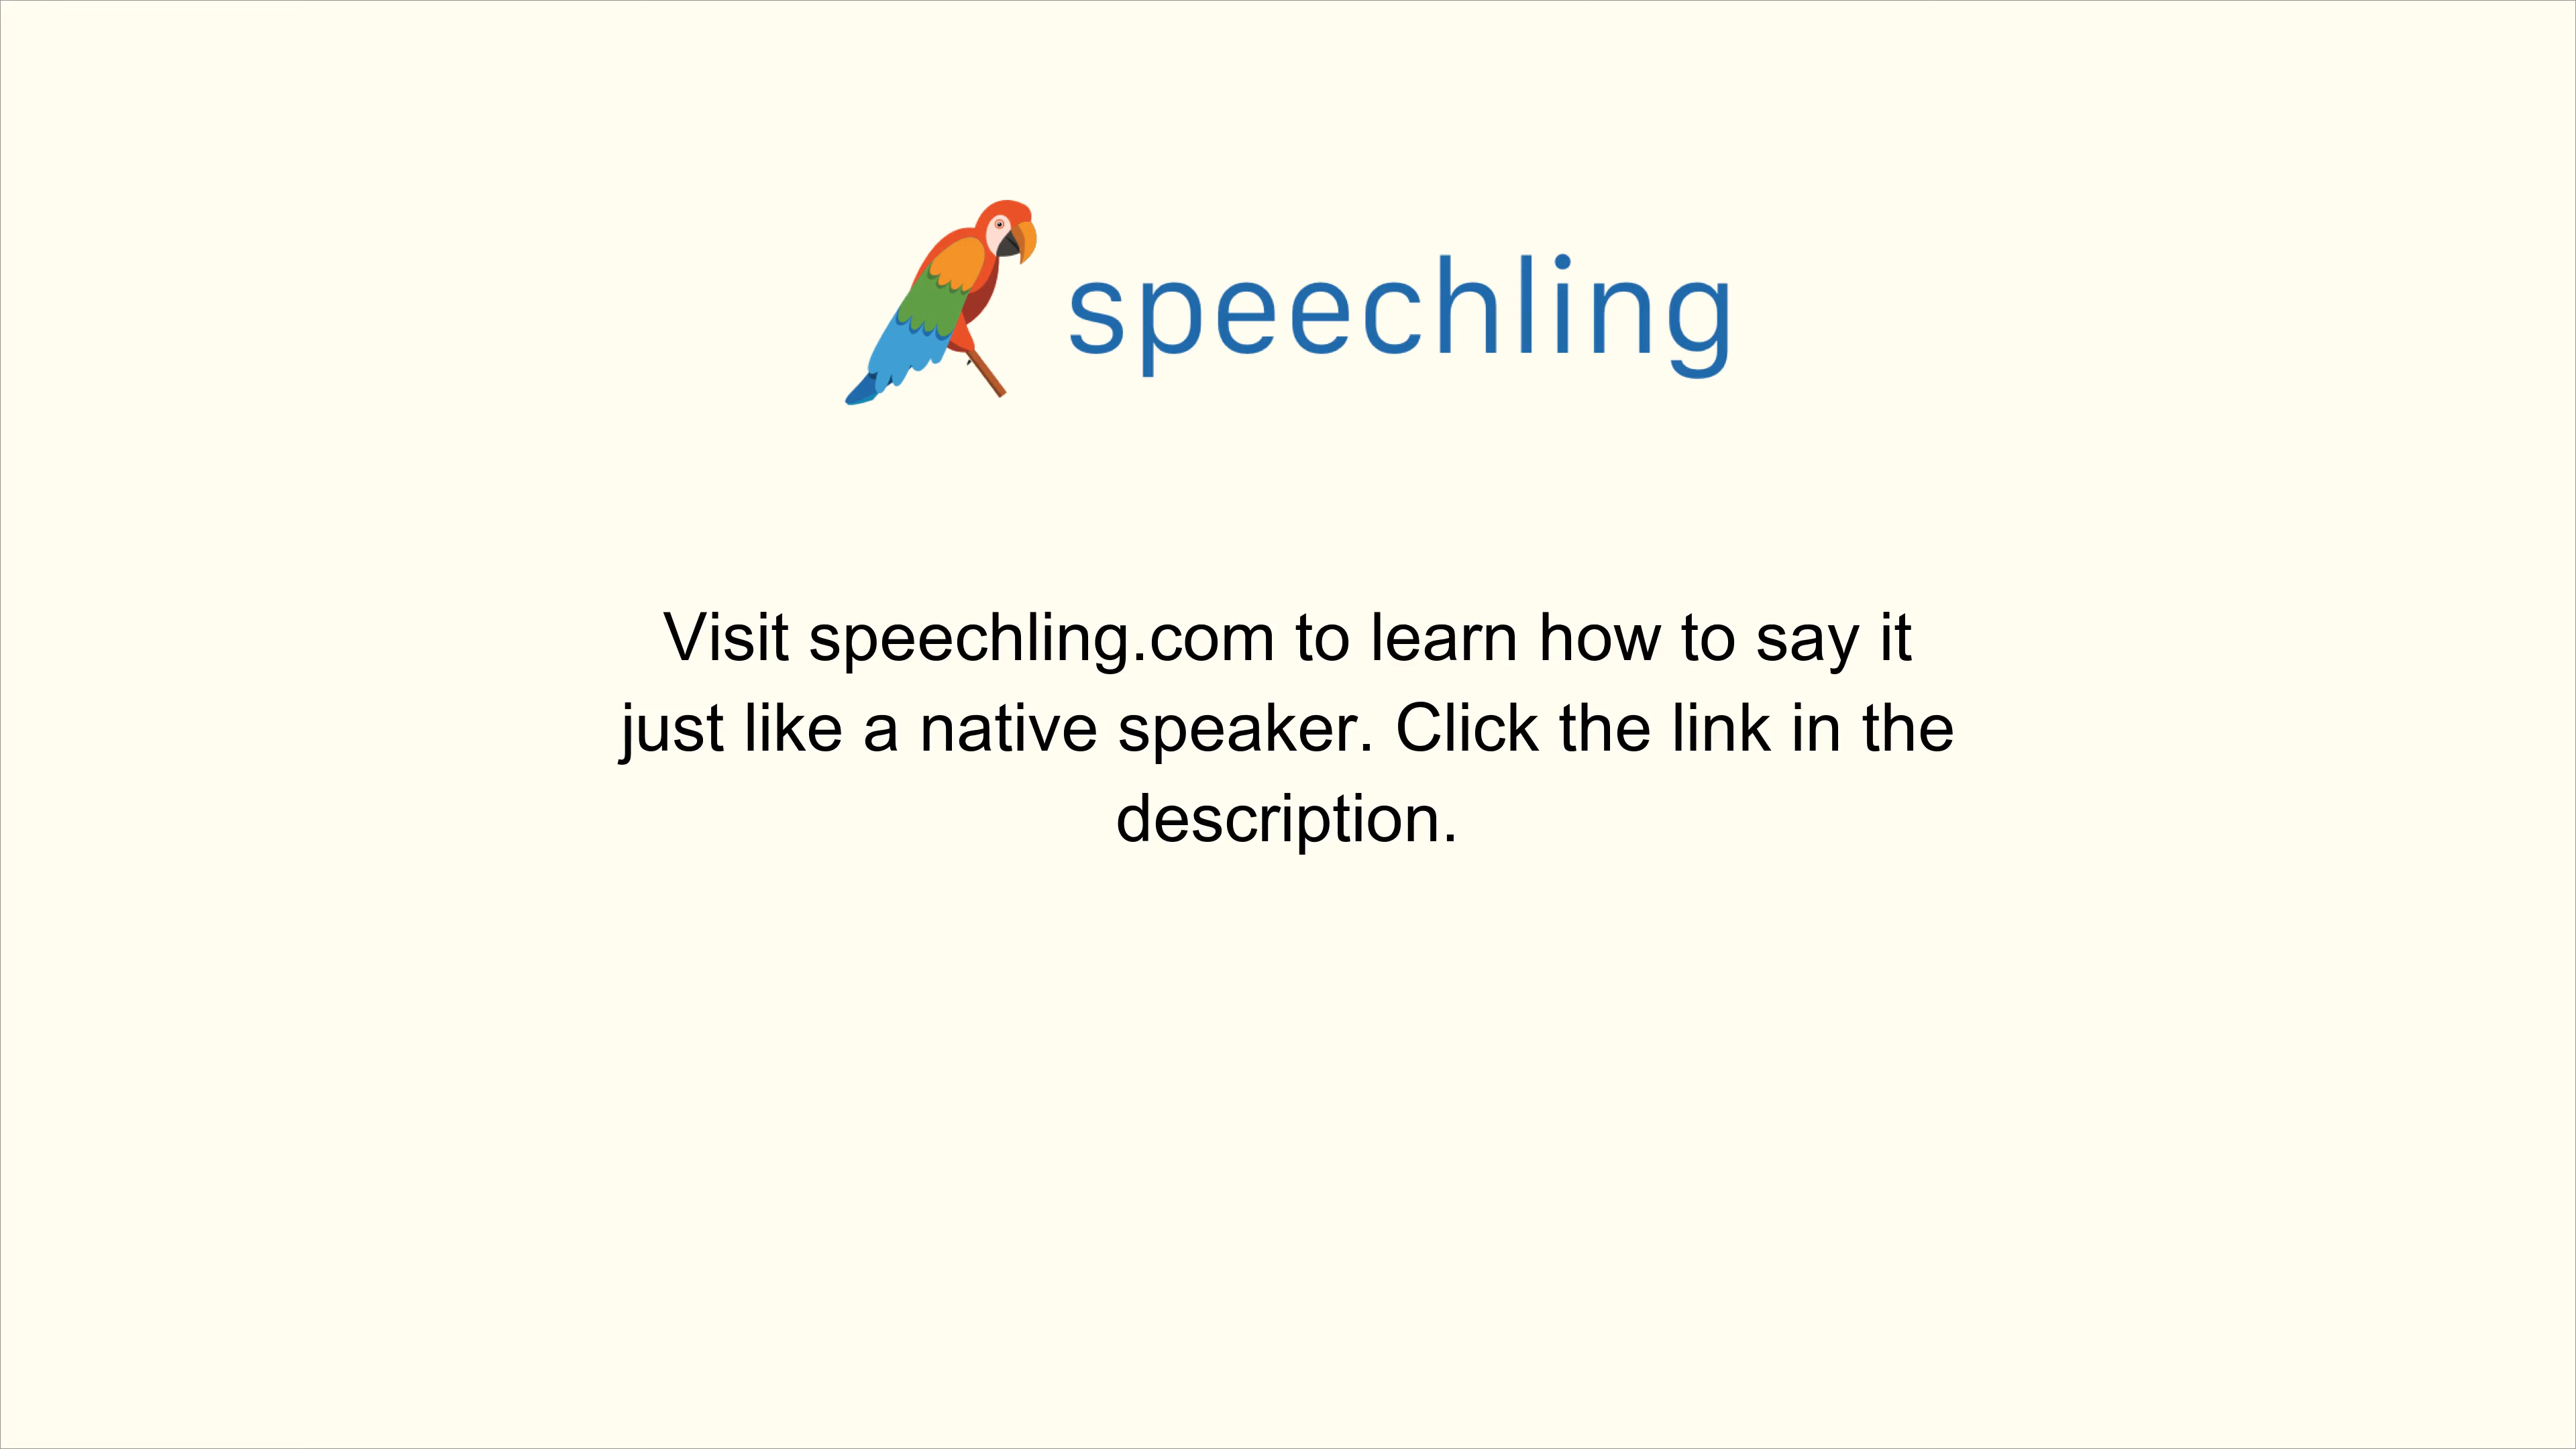 speechling
Visit speechling.com to learn how to say it
just like a native speaker. Click the link in the
description.